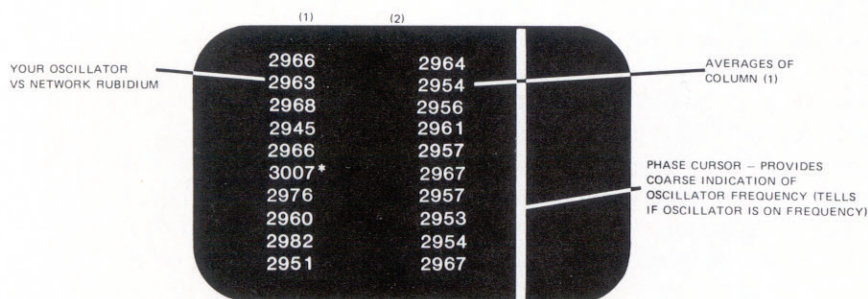 (1) (2)
YOUR OSCILLATOR
VS NETWORK RUBIDIUM
2966 2964
2963 2954
2968 2956
2945 2961
2966 2957
3007* 2967
2976 2957
2960 2953
2982 2954
2951 2967
AVERAGES OF
COLUMN (1)
PHASE CURSOR – PROVIDES
COARSE INDICATION OF
OSCILLATOR FREQUENCY (TELLS
IF OSCILLATOR IS ON FREQUENCY)